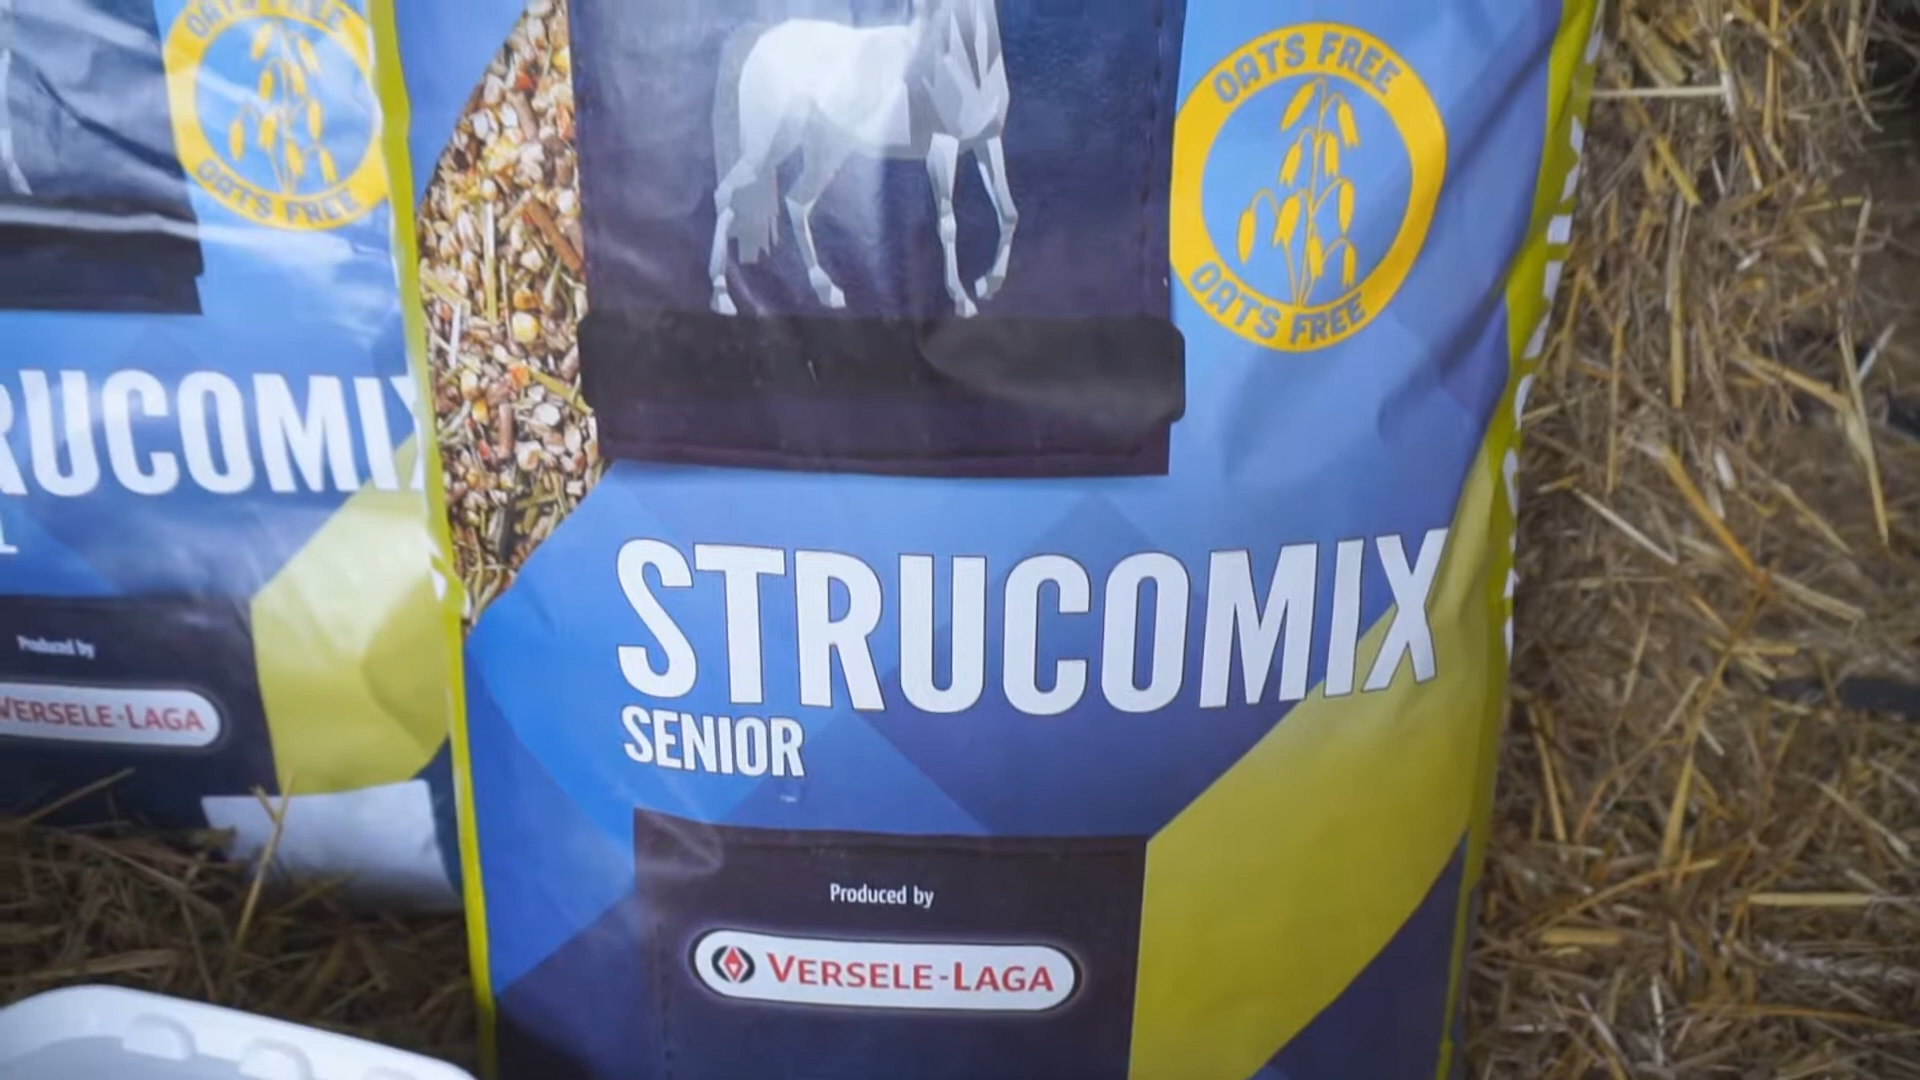 OATS FREE
OATS FREE
RUCOMIX
Produced by
VERSELE-LAGA
OATS FREE
OATS FREE
STRUCOMIX
SENIOR
Produced by
VERSELE-LAGA